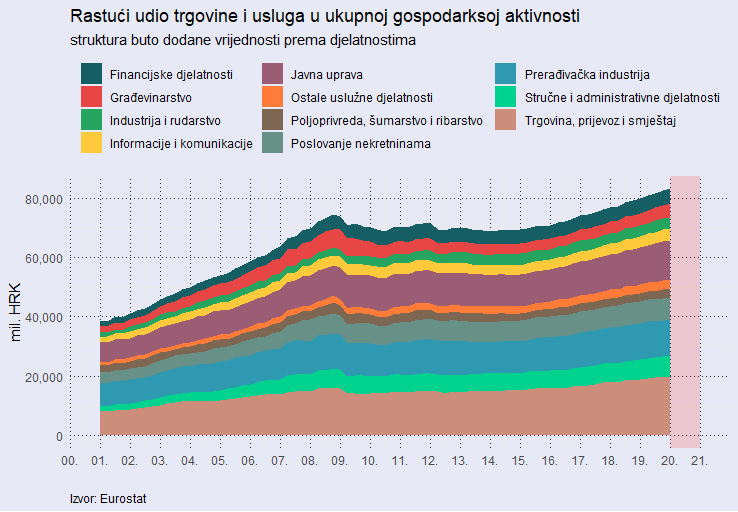 Rastući udio trgovine i usluga u ukupnoj gospodarksoj aktivnosti
struktura buto dodane vrijednosti prema djelatnostima
Financijske djelatnosti
Javna uprava
Prerađivačka industrija
Građevinarstvo
Ostale uslužne djelatnosti
Stručne i administrativne djelatnosti
Industrija i rudarstvo
Poljoprivreda, šumarstvo i ribarstvo
Trgovina, prijevoz i smještaj
Informacije i komunikacije
Poslovanje nekretninama
80,000
60,000
40,000
20,000
0
mil. HRK
00. 01. 02. 03. 04. 05. 06. 07. 08. 09. 10. 11. 12. 13. 14. 15. 16. 17. 18. 19. 20. 21.
Izvor: Eurostat